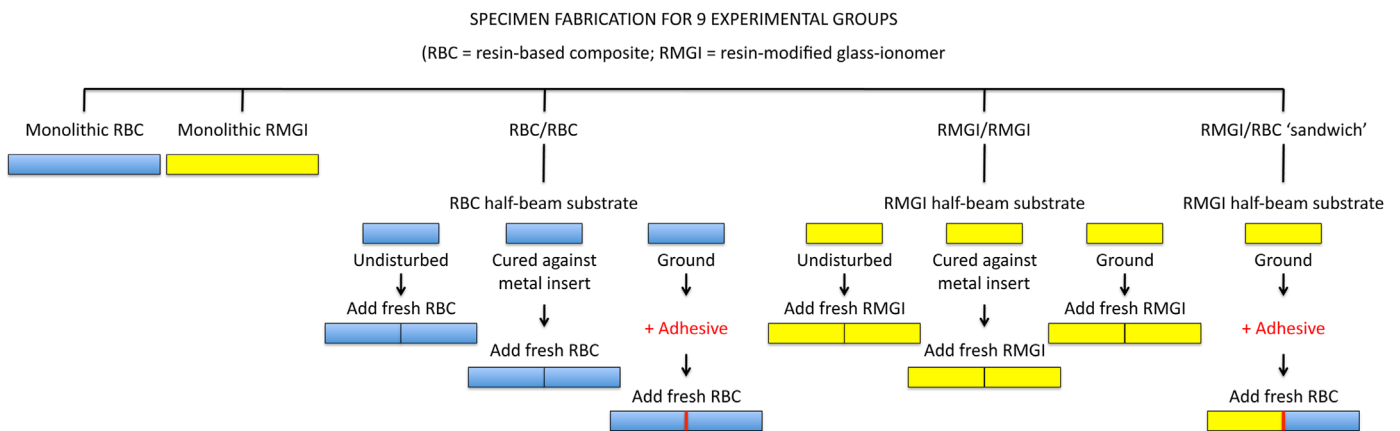 SPECIMEN FABRICATION FOR 9 EXPERIMENTAL GROUPS
(RBC = resin-based composite; RMGI = resin-modified glass-ionomer
Monolithic RBC
Monolithic RMGI
RBC/RBC
RMGI/RMGI
RMGI/RBC ‘sandwich’
RBC half-beam substrate
RMGI half-beam substrate
RMGI half-beam substrate
Undisturbed
Cured against
metal insert
Ground
Undisturbed
Cured against
metal insert
Ground
Ground
Add fresh RBC
+ Adhesive
Add fresh RMGI
Add fresh RMGI
+ Adhesive
Add fresh RBC
Add fresh RMGI
Add fresh RBC
Add fresh RBC